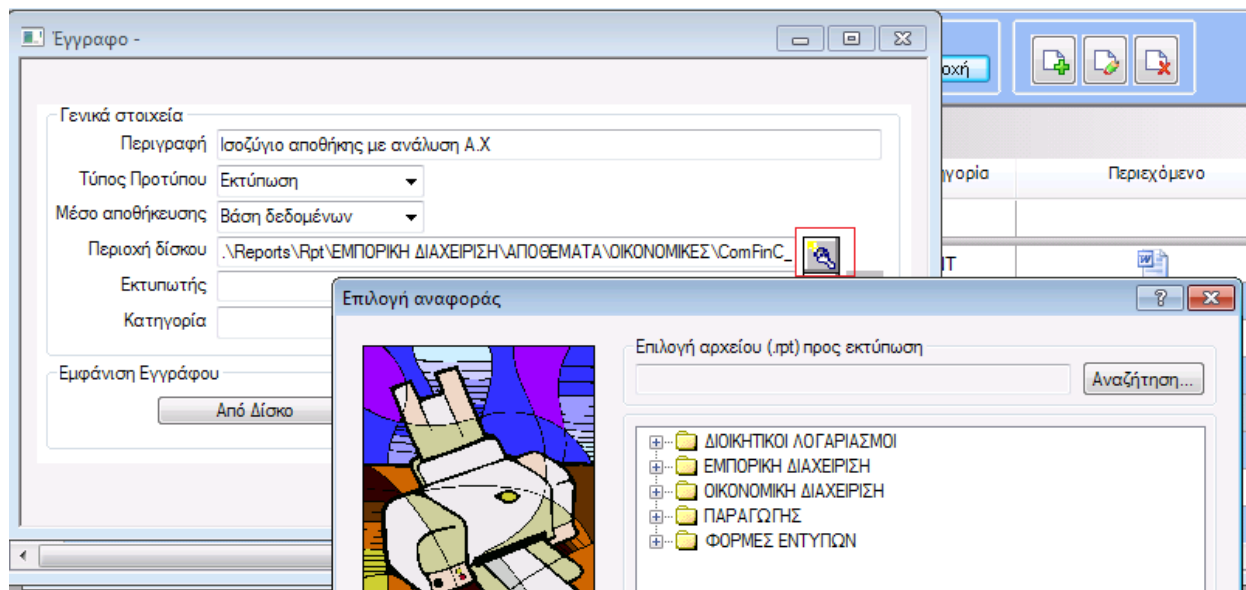 Έγγραφο -
οχή
Γενικά στοιχεία
Περιγραφή Ισοζύγιο αποθήκης με ανάλυση Α.Χ
Τύπος Προτύπου Εκτύπωση
Μέσο αποθήκευσης Βάση δεδομένων
Περιοχή δίσκου .\Reports\Rpt\ΕΜΠΟΡΙΚΗ ΔΙΑΧΕΙΡΙΣΗ\ΑΠΟΘΕΜΑΤΑ\ΟΙΚΟΝΟΜΙΚΕΣ\ComFinC_
Εκτυπωτής
Κατηγορία
Εμφάνιση Εγγράφου
Από Δίσκο
ηγορία Περιεχόμενο
ΙΤ
Επιλογή αναφοράς
Επιλογή αρχείου (.rpt) προς εκτύπωση
Αναζήτηση...
ΔΙΟΙΚΗΤΙΚΟΙ ΛΟΓΑΡΙΑΣΜΟΙ
ΕΜΠΟΡΙΚΗ ΔΙΑΧΕΙΡΙΣΗ
ΟΙΚΟΝΟΜΙΚΗ ΔΙΑΧΕΙΡΙΣΗ
ΠΑΡΑΓΩΓΗΣ
ΦΟΡΜΕΣ ΕΝΤΥΠΩΝ